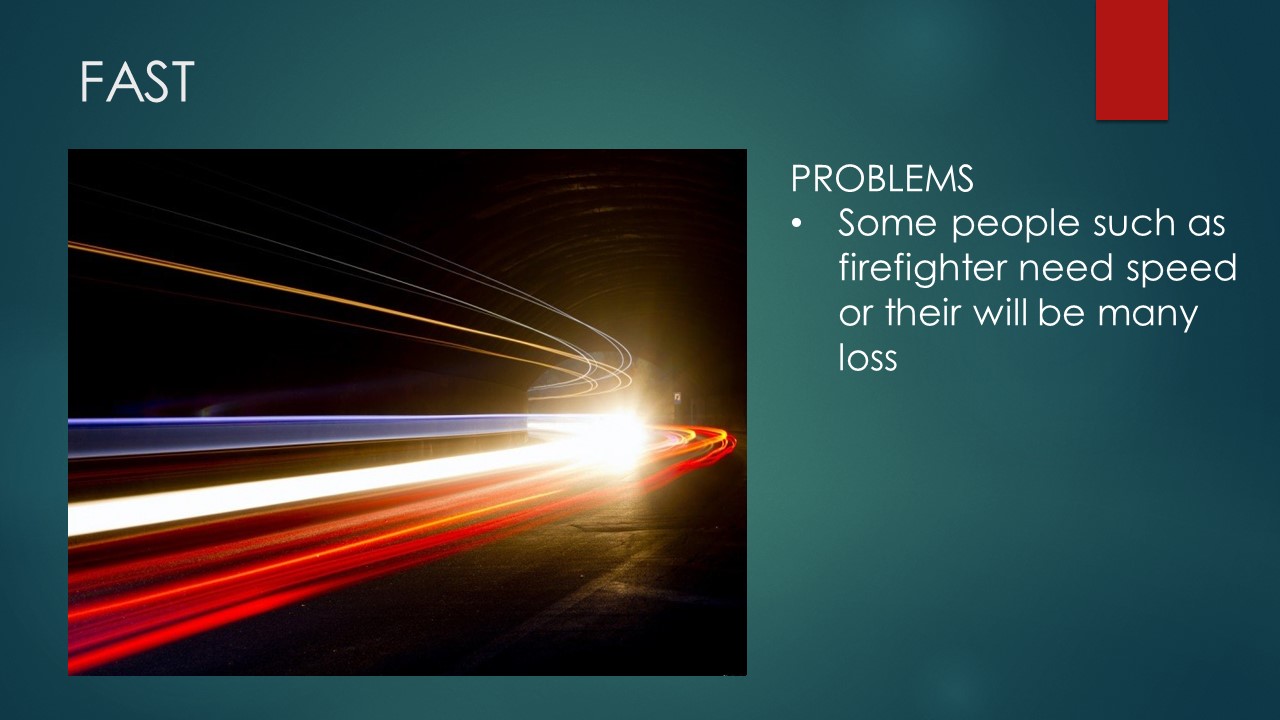 FAST
PROBLEMS
• Some people such as
firefighter need speed
or their will be many
loss